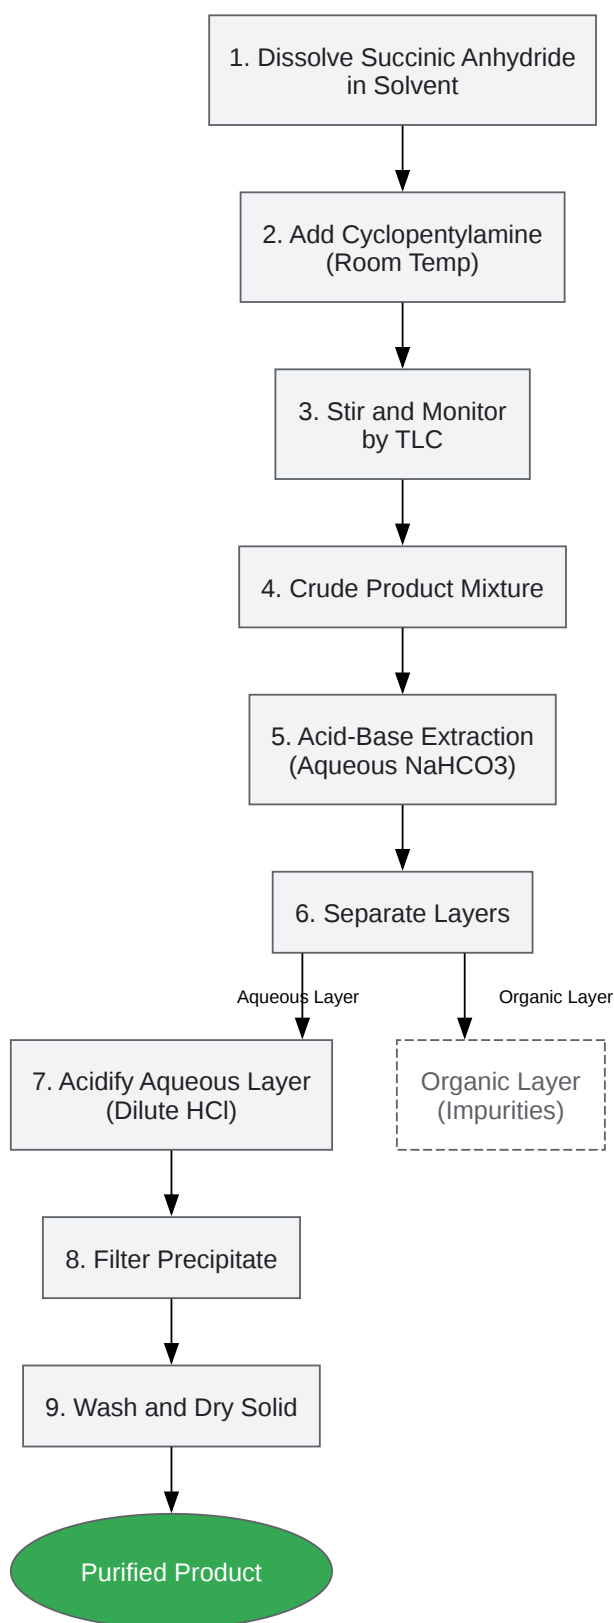 1. Dissolve Succinic Anhydride
in Solvent
2. Add Cyclopentylamine
(Room Temp)
3. Stir and Monitor
by TLC
4. Crude Product Mixture
5. Acid-Base Extraction
(Aqueous NaHCO3)
6. Separate Layers
Aqueous Layer
Organic Layer
7. Acidify Aqueous Layer
(Dilute HCl)
Organic Layer
(Impurities)
8. Filter Precipitate
9. Wash and Dry Solid
Purified Product